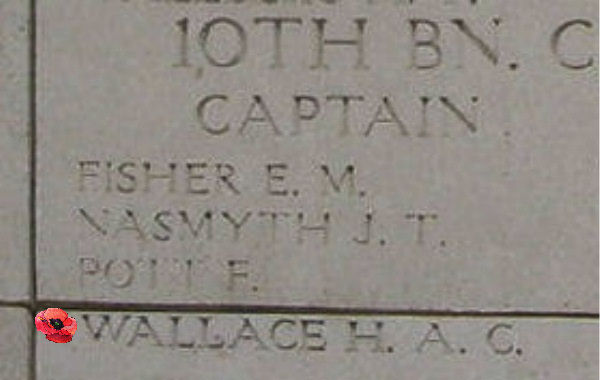 10TH BN. C
CAPTAIN
FISHER E. M.
NASMYTH J. T.
POTT F.
WALLACE H. A. C.